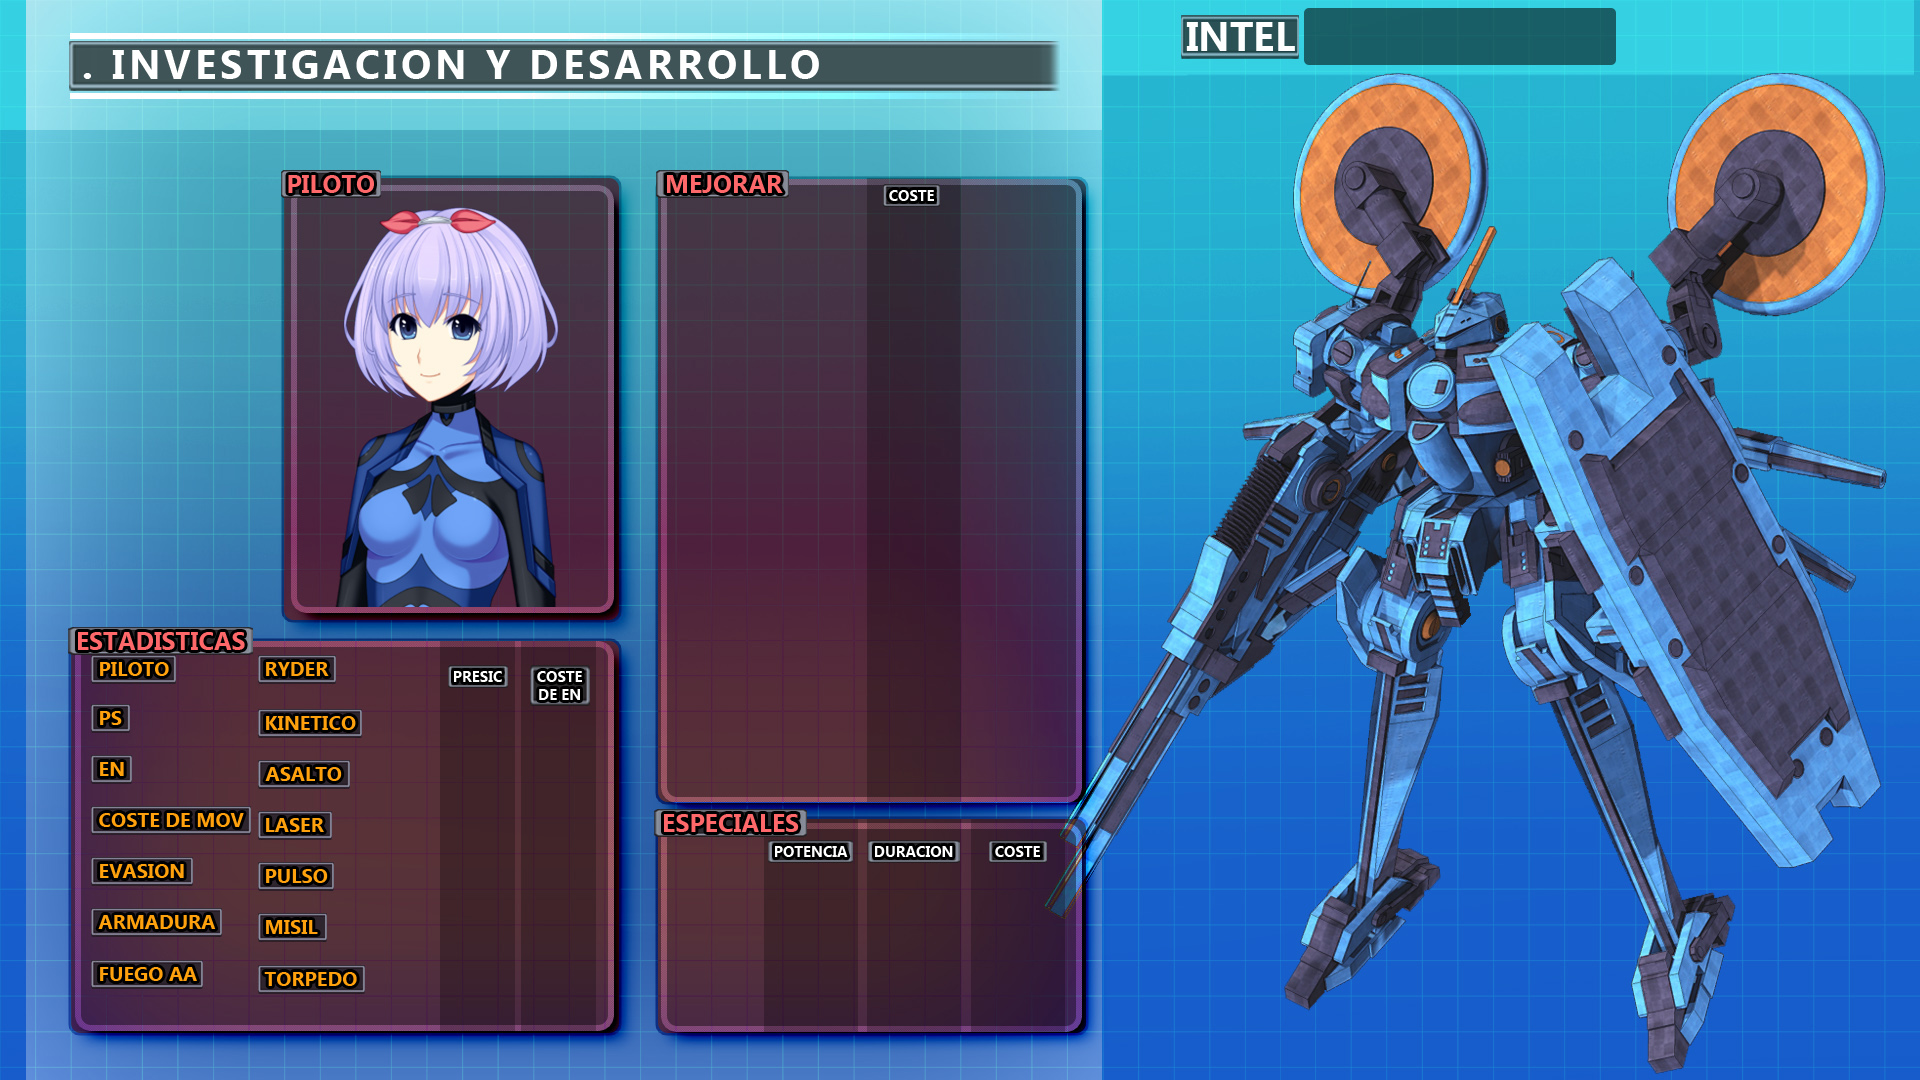 . INVESTIGACION Y DESARROLLO
INTEL
PILOTO
MEJORAR
COSTE
ESTADISTICAS
PILOTO
PS
EN
COSTE DE MOV
EVASION
ARMADURA
FUEGO AA
RYDER
KINETICO
ASALTO
LASER
PULSO
MISIL
TORPEDO
PRESIC
COSTE
DE EN
ESPECIALES
POTENCIA
DURACION
COSTE